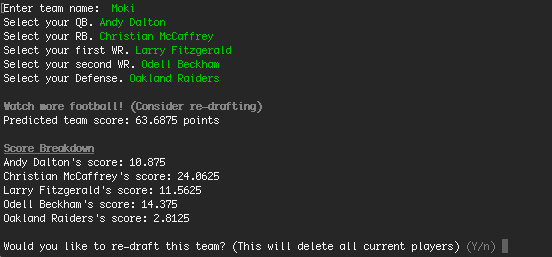 Enter team name: Moki
Select your QB. Andy Dalton
Select your RB. Christian McCaffrey
Select your first WR. Larry Fitzgerald
Select your second WR. Odell Beckham
Select your Defense. Oakland Raiders
Watch more football! (Consider re-drafting)
Predicted team score: 63.6875 points
Score Breakdown
Andy Dalton's score: 10.875
Christian McCaffrey's score: 24.0625
Larry Fitzgerald's score: 11.5625
Odell Beckham's score: 14.375
Oakland Raiders's score: 2.8125
Would you like to re-draft this team? (This will delete all current players) (Y/n)